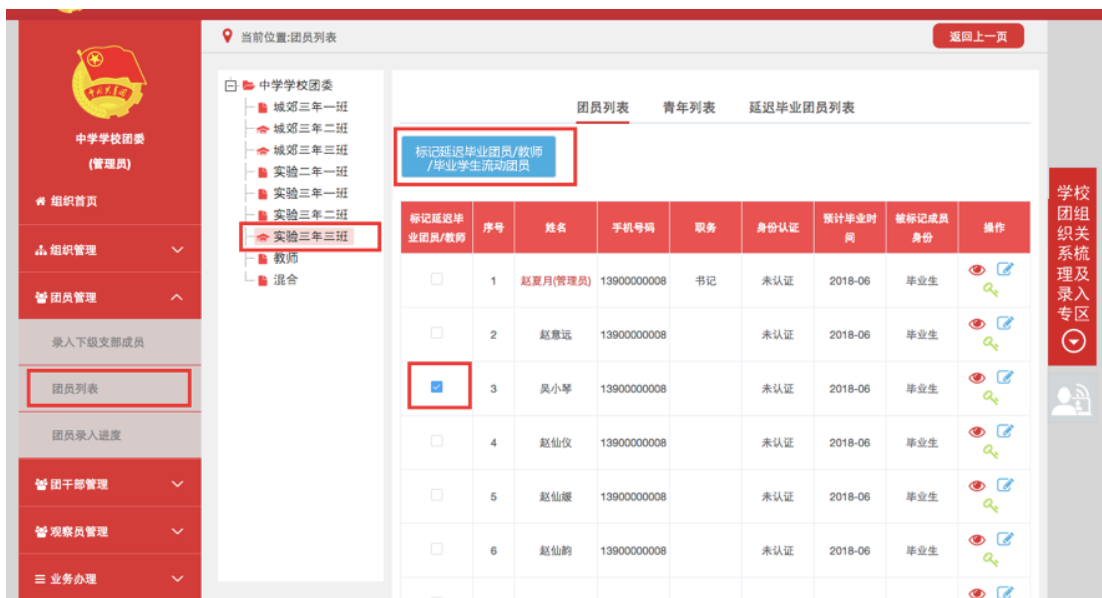 当前位置:团员列表
返回上一页
中学学校团委
(管理员)
组织首页
组织管理
团员管理
录入下级支部成员
团员列表
团员录入进度
团干部管理
观察员管理
业务办理
中学学校团委
城郊三年一班
城郊三年二班
城郊三年三班
实验二年一班
实验三年一班
实验三年二班
实验三年三班
教师
混合
团员列表 青年列表 延迟毕业团员列表
标记延迟毕业团员/教师
/毕业学生流动团员
标记延迟毕业团员/教师 序号 姓名 手机号码 职务 身份认证 预计毕业时间 被标记成员身份 操作
1 赵夏月(管理员) 13900000008 书记 未认证 2018-06 毕业生
2 赵意远 13900000008 未认证 2018-06 毕业生
3 吴小琴 13900000008 未认证 2018-06 毕业生
4 赵仙仪 13900000008 未认证 2018-06 毕业生
5 赵仙媛 13900000008 未认证 2018-06 毕业生
6 赵仙韵 13900000008 未认证 2018-06 毕业生
学校
团组
织关
系梳
理及
录入
专区